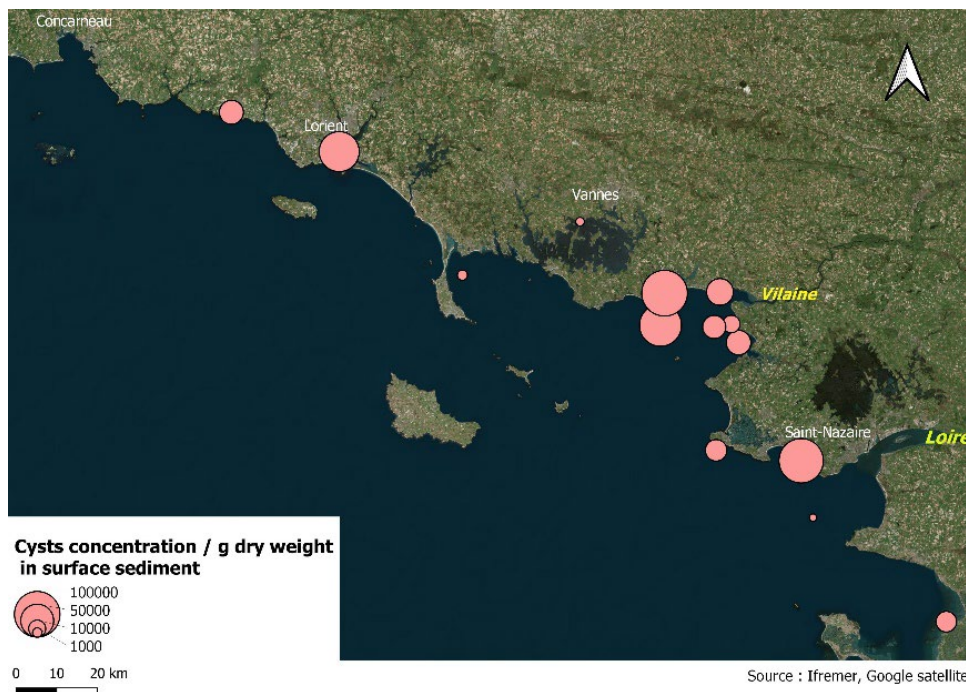 Concarneau
Lorient
Vannes
Vilaine
Saint-Nazaire
Loire
Cysts concentration / g dry weight
in surface sediment
100000
50000
10000
1000
0 10 20 km
Source : Ifremer, Google satellite